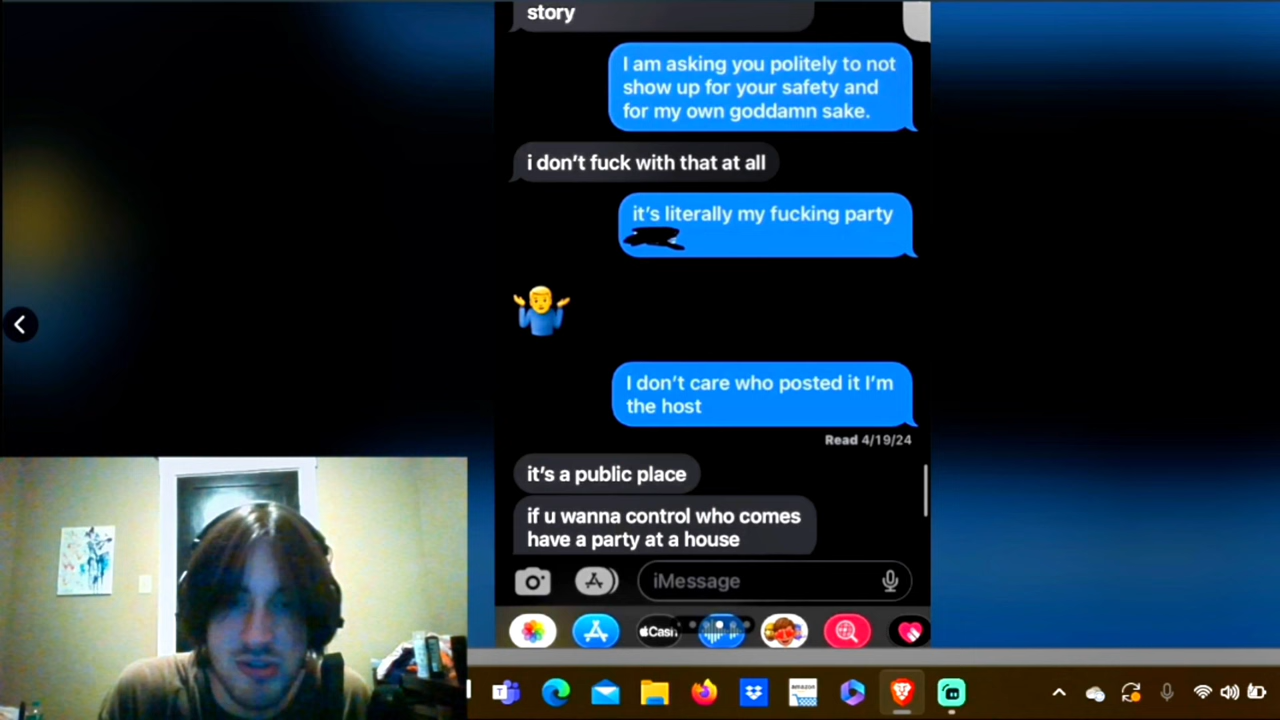 story
I am asking you politely to not
show up for your safety and
for my own goddamn sake.
i don't fuck with that at all
it's literally my fucking party
I don't care who posted it I'm
the host
Read 4/19/24
it's a public place
if u wanna control who comes
have a party at a house
iMessage
Cash
amazon